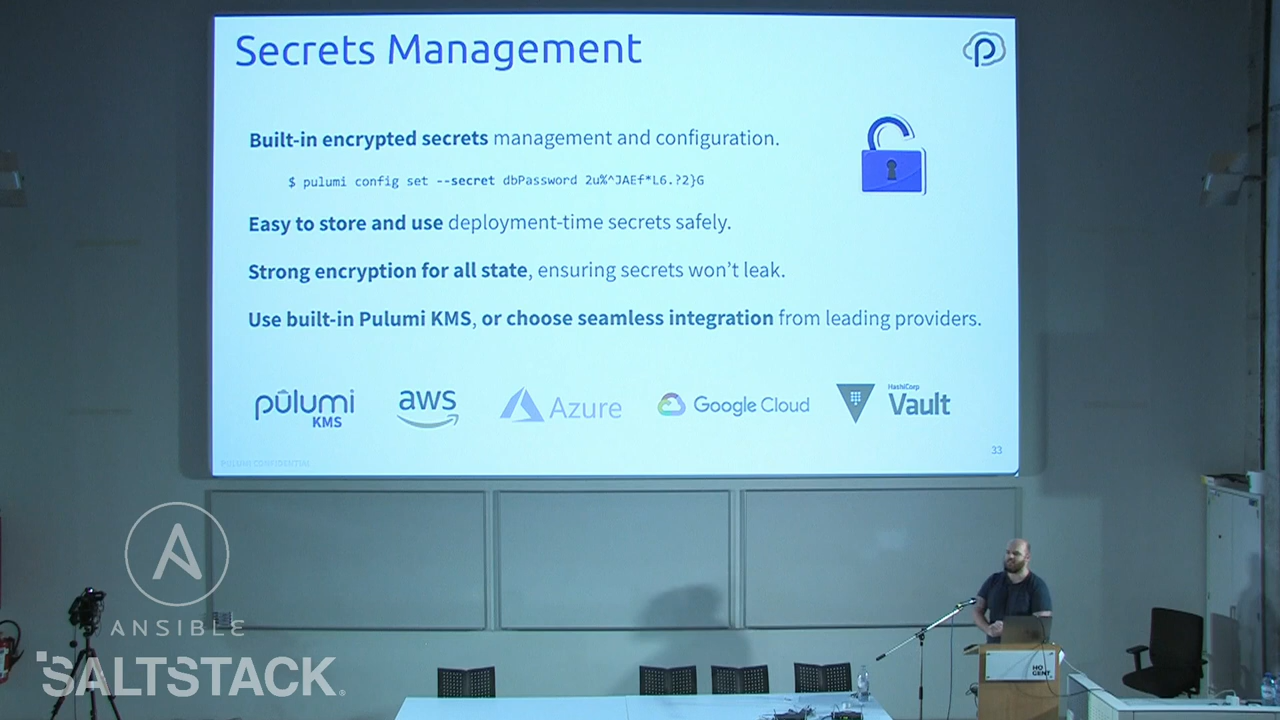 Secrets Management
Built-in encrypted secrets management and configuration.
$ pulumi config set --secret dbPassword 2u%^JAEf*L6.?2}G
Easy to store and use deployment-time secrets safely.
Strong encryption for all state, ensuring secrets won't leak.
Use built-in Pulumi KMS, or choose seamless integration from leading providers.
pulumi
KMS
aws
Azure
Google Cloud
HashiCorp
Vault
PULUMI CONFIDENTIAL
33
ANSIBLE
SALTSTACK®
HO
GENT